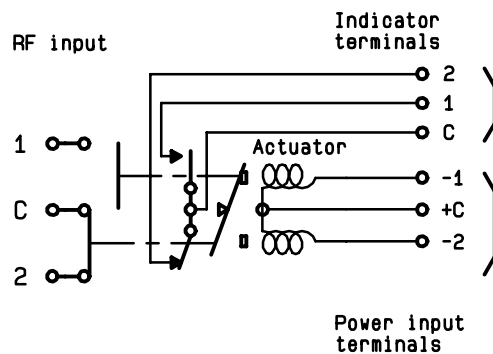 Indicator
terminals
RF input
2
1
C
Actuator
1
-1
C
+C
-2
2
Power input
terminals